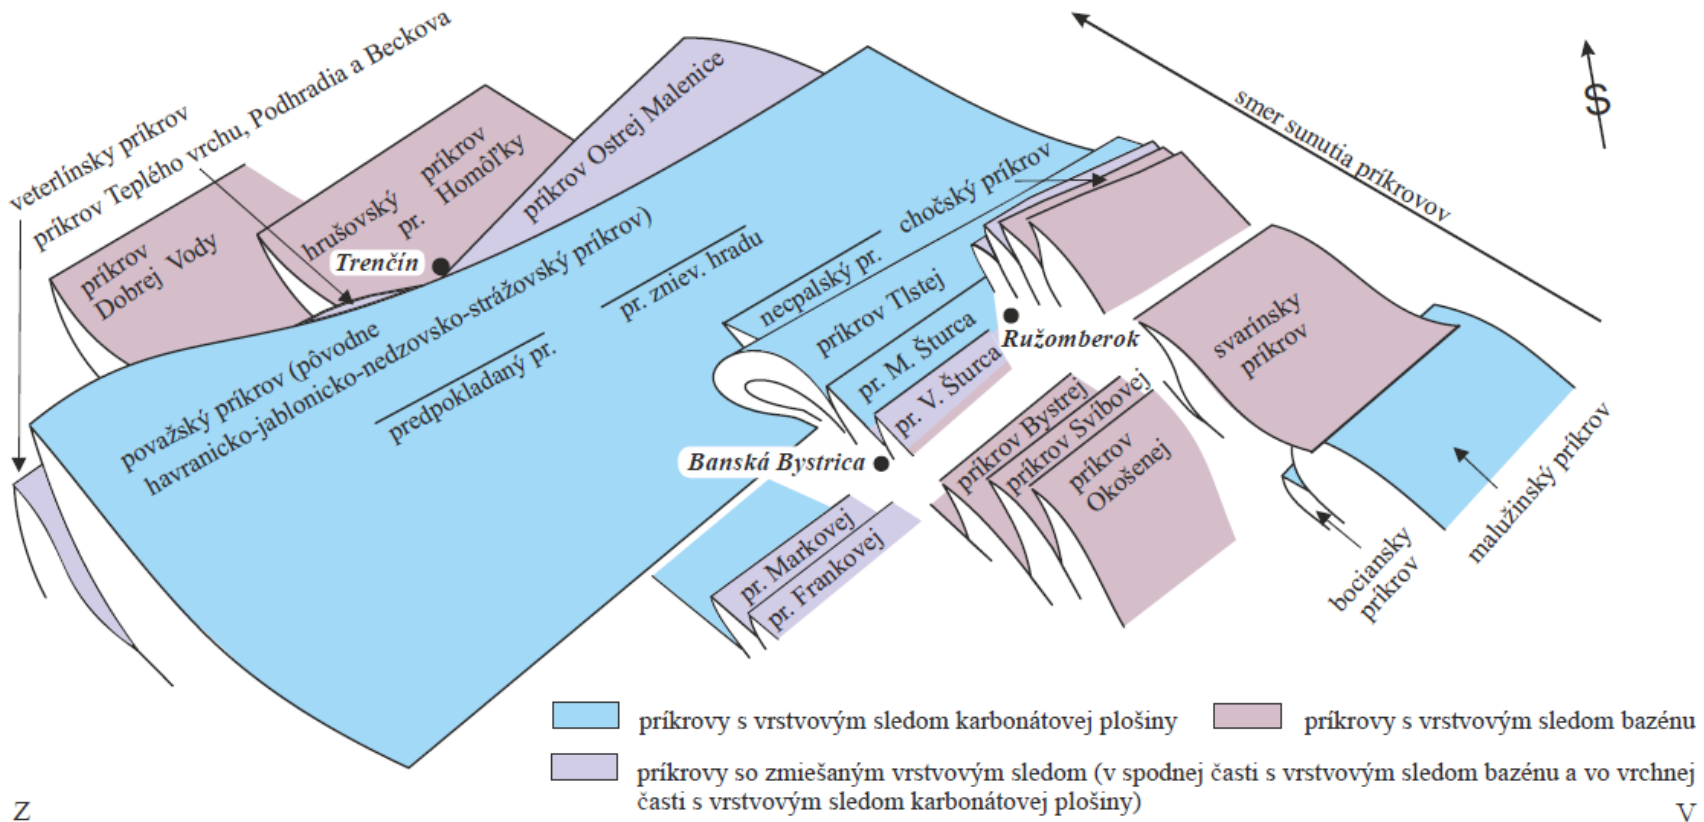 veterlínsky príkrov
príkrov Teplého vrchu, Podhradia a Beckova
príkrov
Dobrej Vody
hrušovský príkrov
pr. Homôľky
príkrov Ostrej Malenice
Trenčín
považský príkrov (pôvodne
havranicko-jablonicko-nedzovsko-strážovský príkrov)
predpokladaný pr.
pr. zniev. hradu
necpalský pr.
chočský príkrov
príkrov Tlstej
pr. M. Šturca
pr. V. Šturca
Ružomberok
Banská Bystrica
pr. Markovej
pr. Frankovej
príkrov Bystrej
príkrov Svíbovej
príkrov
Okošenej
svarínsky
príkrov
bociansky
príkrov
malužinský príkrov
smer sunutia príkrovov
S
príkrovy s vrstvovým sledom karbonátovej plošiny
príkrovy s vrstvovým sledom bazénu
príkrovy so zmiešaným vrstvovým sledom (v spodnej časti s vrstvovým sledom bazénu a vo vrchnej
časti s vrstvovým sledom karbonátovej plošiny)
Z
V